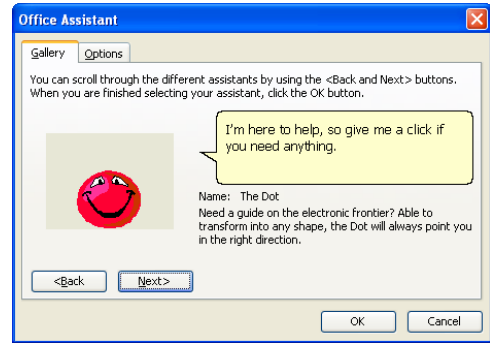 Office Assistant
Gallery Options
You can scroll through the different assistants by using the <Back and Next> buttons.
When you are finished selecting your assistant, click the OK button.
I'm here to help, so give me a click if
you need anything.
Name: The Dot
Need a guide on the electronic frontier? Able to
transform into any shape, the Dot will always point you
in the right direction.
<Back Next>
OK Cancel